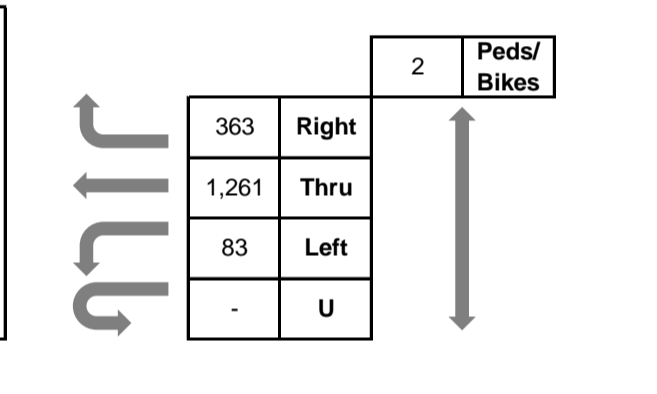 2 Peds/
Bikes
363 Right
1,261 Thru
83 Left
- U